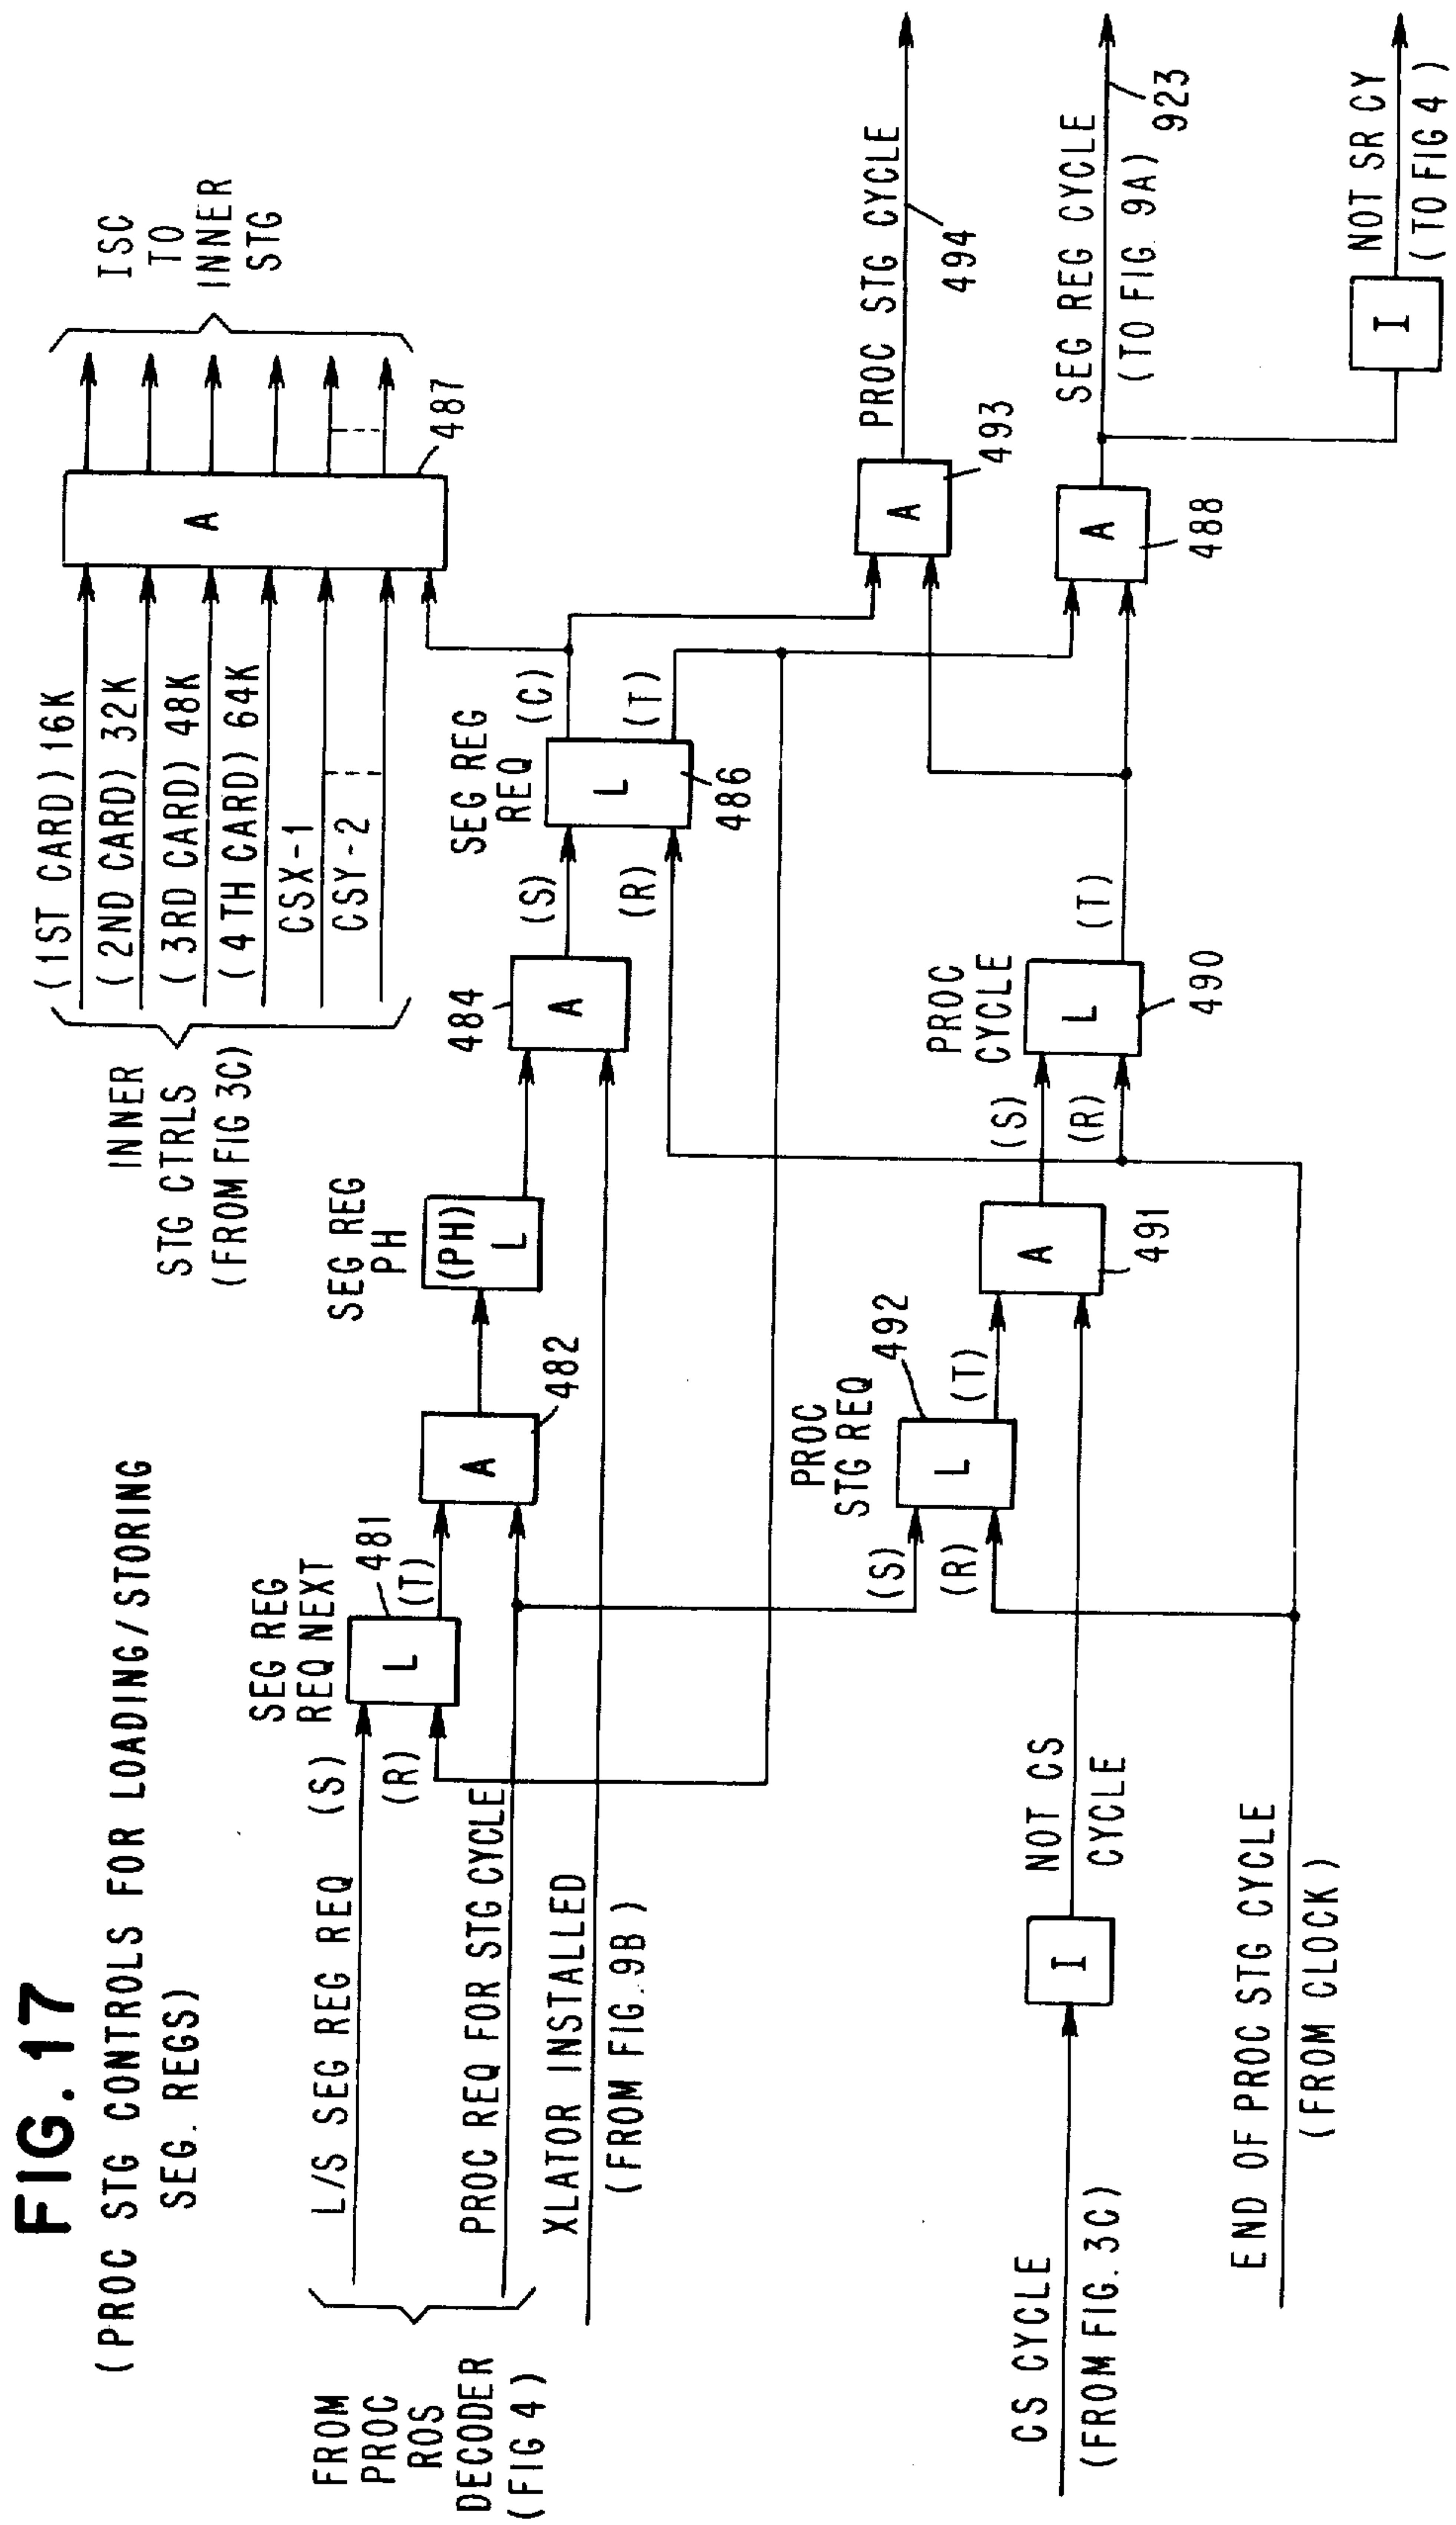 FIG. 17
(PROC STG CONTROLS FOR LOADING/STORING
SEG. REGS)
FROM
PROC
ROS
DECODER
(FIG 4)
L/S SEG REG REQ
(S)
PROC REQ FOR STG CYCLE
(R)
XLATOR INSTALLED
(FROM FIG. 9B)
SEG REG
REQ NEXT
L
481
(T)
A
482
SEG REG
PH
(PH)
L
484
A
(S)
(R)
SEG REG
REQ
L
486
(C)
(T)
INNER
STG CTRLS
(FROM FIG 3C)
(1ST CARD) 16K
(2ND CARD) 32K
(3RD CARD) 48K
(4TH CARD) 64K
CSX-1
CSY-2
A
487
ISC
TO
INNER
STG
CS CYCLE
(FROM FIG. 3C)
I
NOT CS
CYCLE
END OF PROC STG CYCLE
(FROM CLOCK)
PROC
STG REQ
492
(S)
(R)
L
(T)
A
491
(S)
(R)
PROC
CYCLE
L
490
(T)
A
493
PROC STG CYCLE
494
A
488
SEG REG CYCLE
(TO FIG. 9A)
923
I
NOT SR CY
(TO FIG 4)